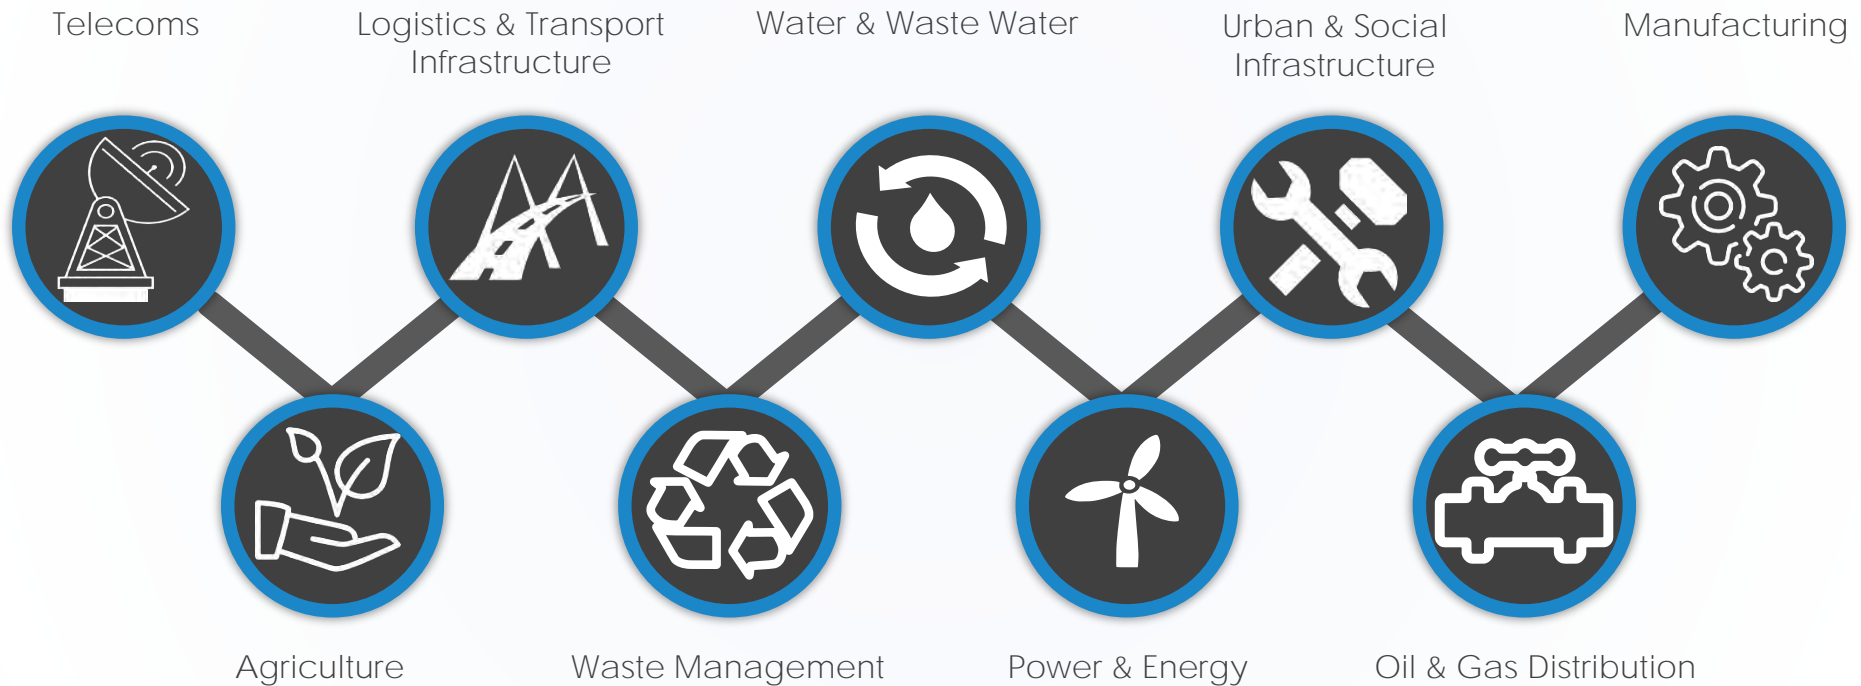 Telecoms
Logistics & Transport
Infrastructure
Water & Waste Water
Urban & Social
Infrastructure
Manufacturing
Agriculture
Waste Management
Power & Energy
Oil & Gas Distribution